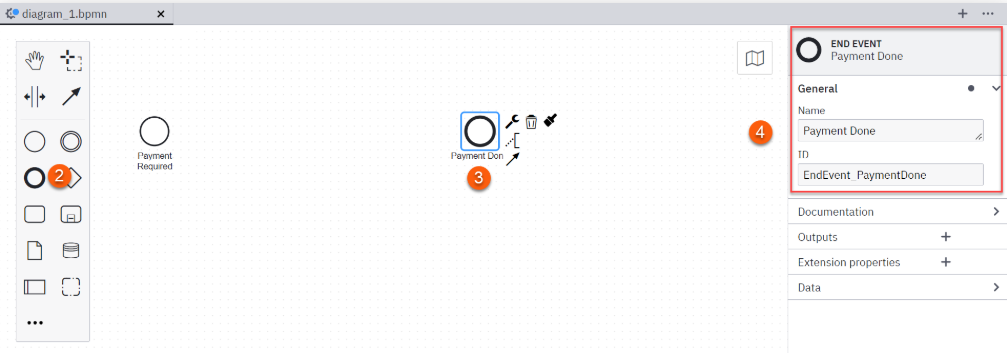 diagram_1.bpmn
END EVENT
Payment Done
General
Name
Payment Done
4
ID
EndEvent_PaymentDone
Documentation
Outputs
Extension properties
Data
2
Payment
Required
Payment Don
3